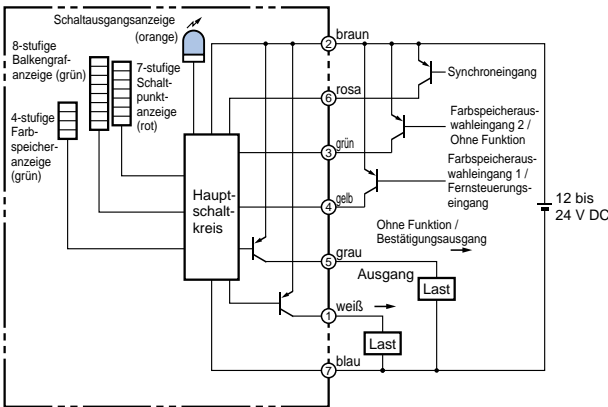 Schaltausgangsanzeige
(orange)
8-stufige
Balkengraf-
anzeige (grün)
7-stufige
Schalt-
punkt-
anzeige
(rot)
4-stufige
Farb-
speicher-
anzeige
(grün)
Haupt-
schalt-
kreis
2 braun
6 rosa
Synchroneingang
3 grün
Farbspeicheraus-
wahleingang 2 /
Ohne Funktion
4 gelb
Farbspeicheraus-
wahleingang 1 /
Fernsteuerungs-
eingang
12 bis
24 V DC
Ohne Funktion /
Bestätigungsausgang
5 grau
Ausgang
Last
1 weiß
Last
7 blau